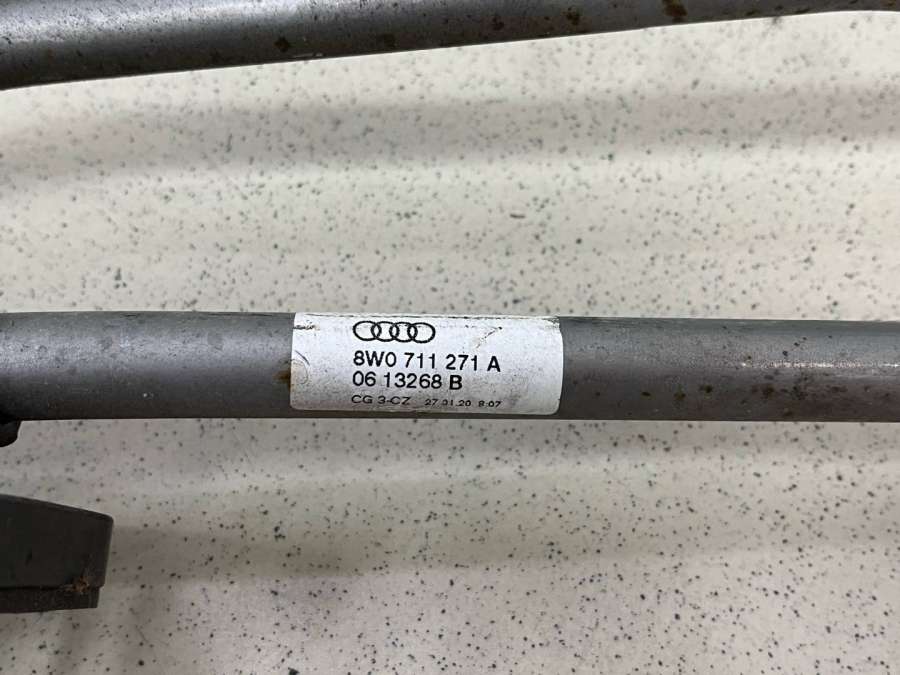 8W0 711 271 A
06 13268 B
CG 3-CZ 27.01.20 8:07